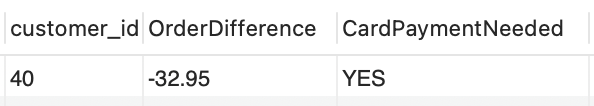 customer_id OrderDifference CardPaymentNeeded
40 -32.95 YES